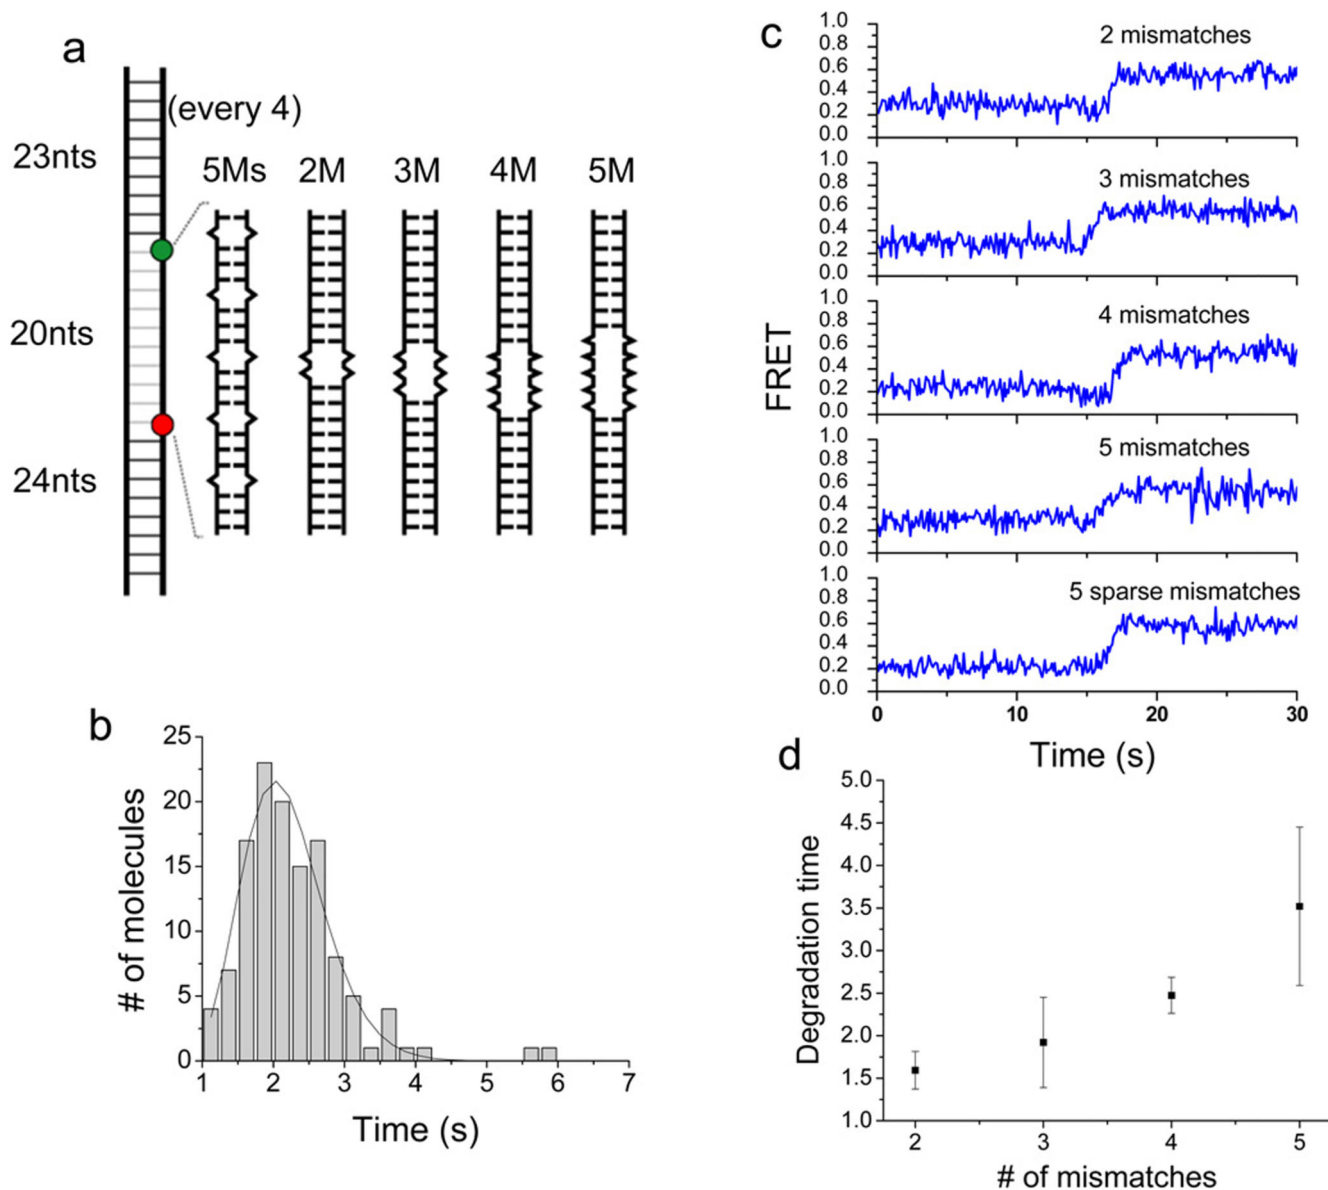 a
(every 4)
23nts
20nts
24nts
5Ms 2M 3M 4M 5M
b
# of molecules
25
20
15
10
5
0
1 2 3 4 5 6 7
Time (s)
c
FRET
2 mismatches
1.0
0.8
0.6
0.4
0.2
0.0
3 mismatches
1.0
0.8
0.6
0.4
0.2
0.0
4 mismatches
1.0
0.8
0.6
0.4
0.2
0.0
5 mismatches
1.0
0.8
0.6
0.4
0.2
0.0
5 sparse mismatches
1.0
0.8
0.6
0.4
0.2
0.0
0 10 20 30
Time (s)
d
Degradation time
5.0
4.5
4.0
3.5
3.0
2.5
2.0
1.5
1.0
2 3 4 5
# of mismatches